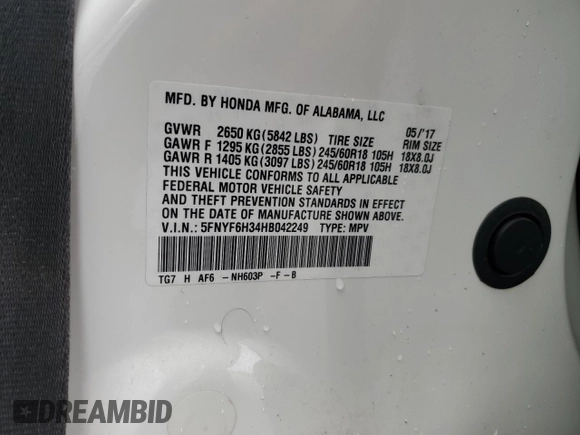 MFD. BY HONDA MFG. OF ALABAMA, LLC
GVWR 2650 KG (5842 LBS) TIRE SIZE 05/'17 RIM SIZE
GAWR F 1295 KG (2855 LBS) 245/60R18 105H 18X8.0J
GAWR R 1405 KG (3097 LBS) 245/60R18 105H 18X8.0J
THIS VEHICLE CONFORMS TO ALL APPLICABLE
FEDERAL MOTOR VEHICLE SAFETY
AND THEFT PREVENTION STANDARDS IN EFFECT
ON THE DATE OF MANUFACTURE SHOWN ABOVE.
V.I.N.: 5FNYF6H34HB042249 TYPE: MPV
TG7 H AF6 -NH603P -F-B
DREAMBID